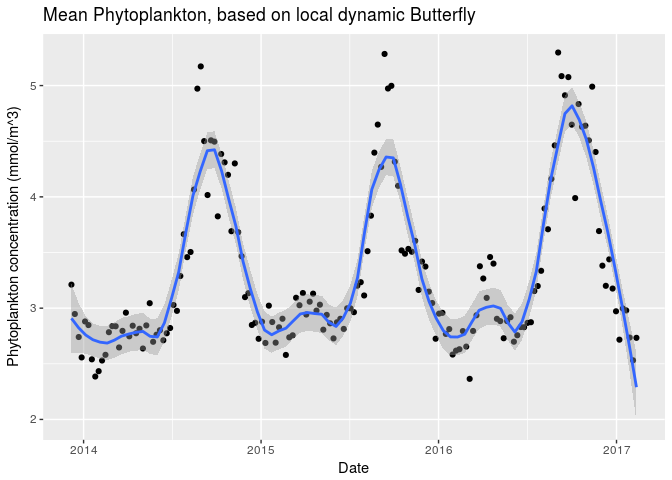 Mean Phytoplankton, based on local dynamic Butterfly
Phytoplankton concentration (mmol/m^3)
5
4
3
2
2014
2015
2016
2017
Date